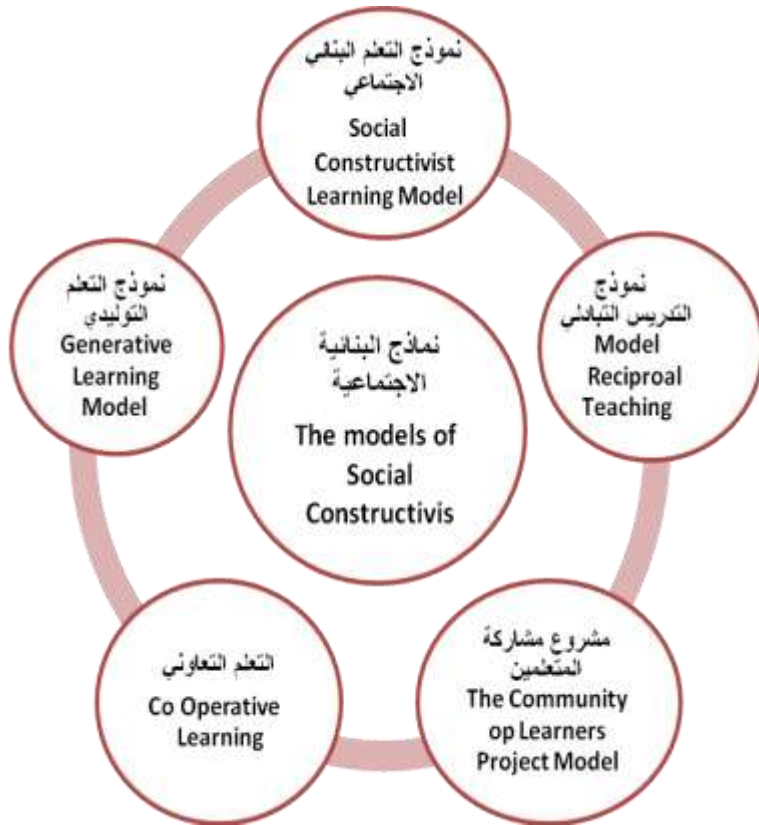 نموذج التعلم البنائي
الاجتماعي
Social
Constructivist
Learning Model
نموذج
التدريس التبادلي
Model
Reciproal
Teaching
مشروع مشاركة
المتعلمين
The Community
op Learners
Project Model
التعلم التعاوني
Co Operative
Learning
نموذج التعلم
التوليدي
Generative
Learning
Model
نماذج البنائية
الاجتماعية
The models of
Social
Constructivis